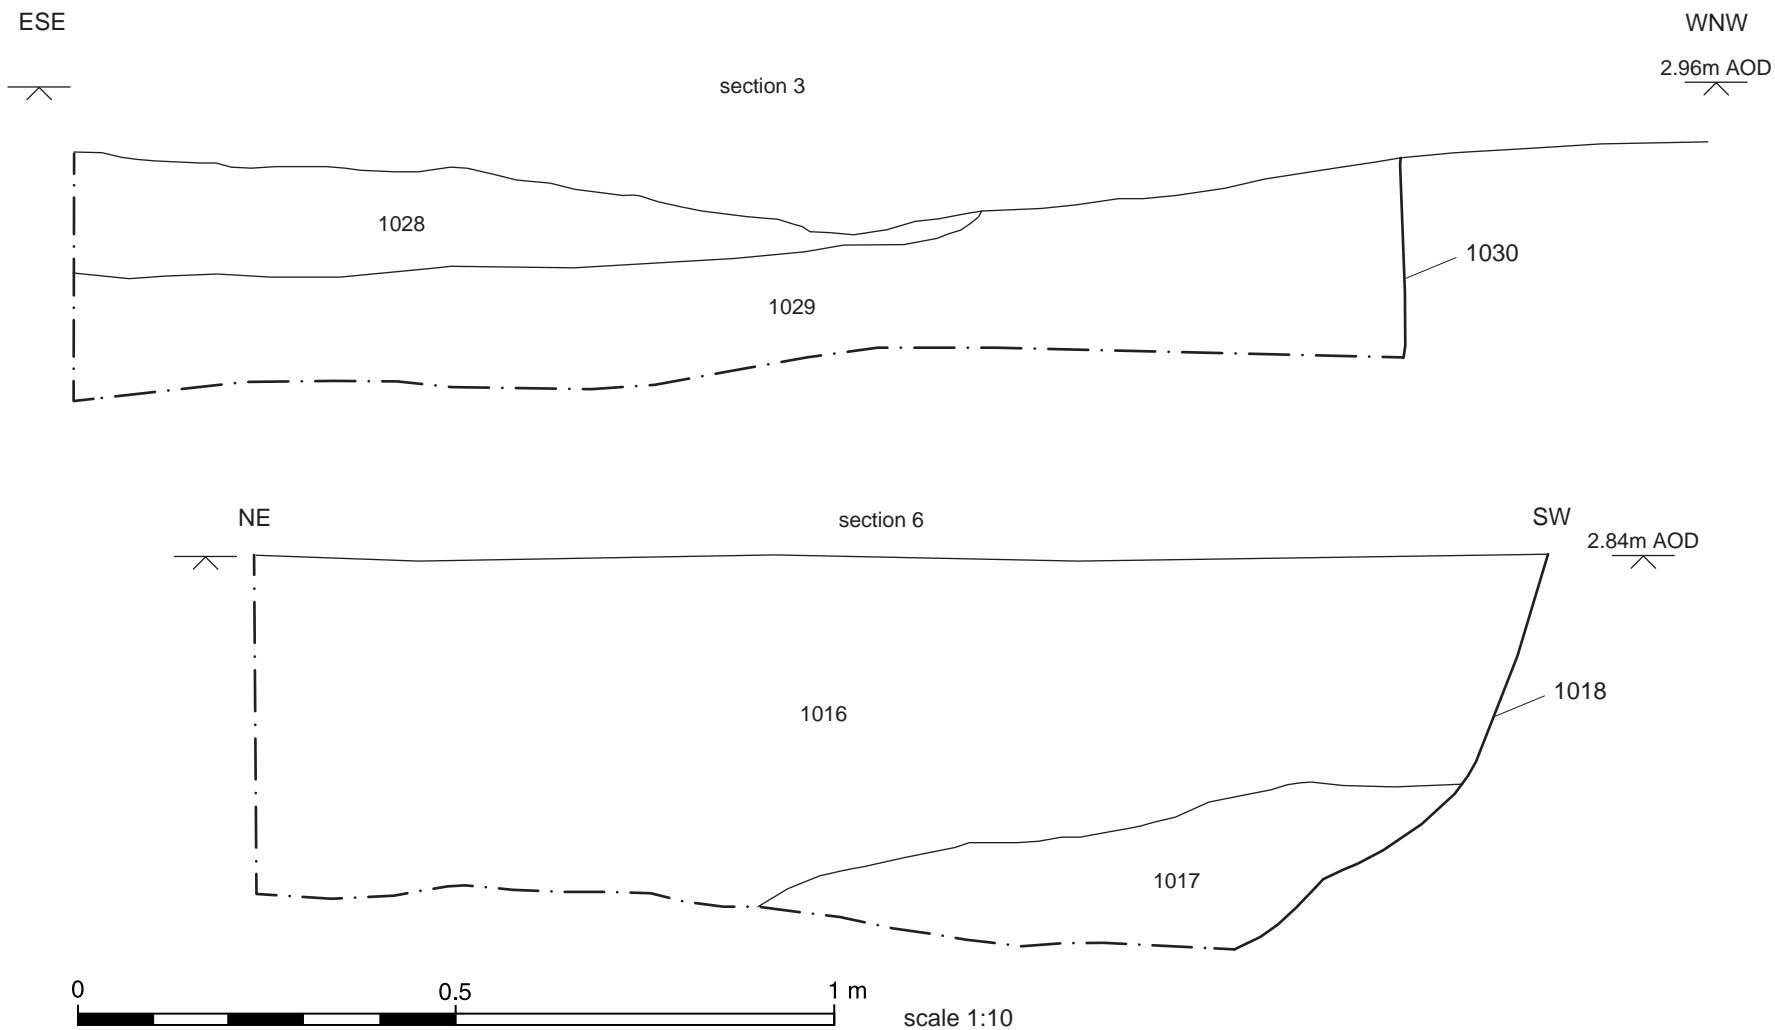 ESE
WNW
2.96m AOD
section 3
1028
1030
1029
NE
section 6
SW
2.84m AOD
1018
1016
1017
0 0.5 1 m
scale 1:10